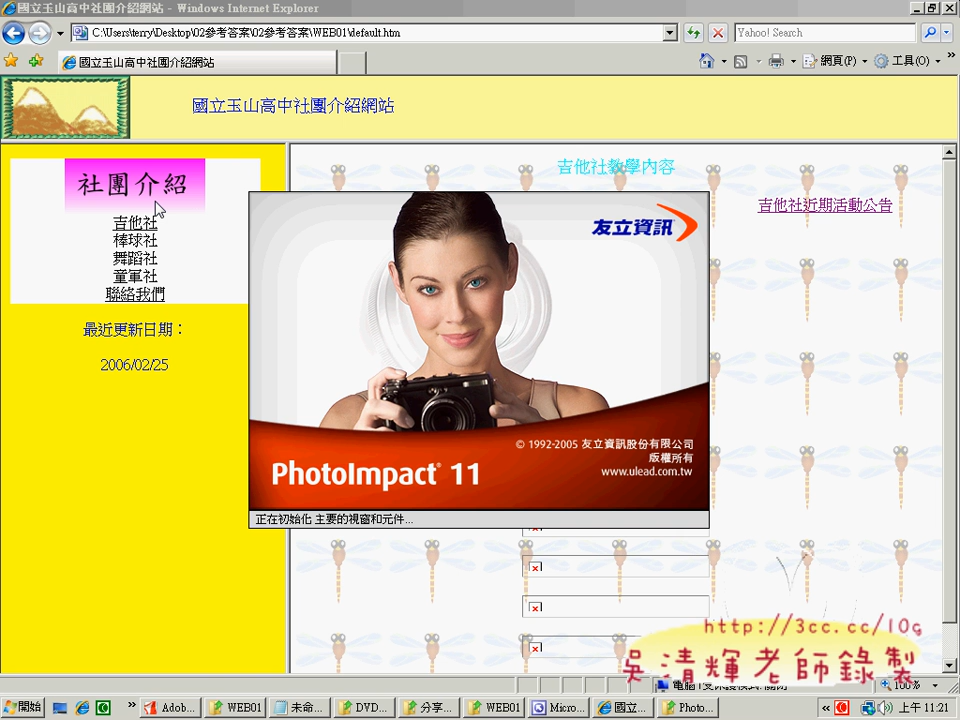 國立玉山高中社團介紹網站 - Windows Internet Explorer
C:\Users\terry\Desktop\02參考答案\02參考答案\WEB01\default.htm
Yahoo! Search
國立玉山高中社團介紹網站
網頁(P)
工具(O)
國立玉山高中社團介紹網站
社團介紹
吉他社
棒球社
舞蹈社
童軍社
聯絡我們
最近更新日期：
2006/02/25
吉他社教學內容
吉他社近期活動公告
友立資訊
© 1992-2005 友立資訊股份有限公司
版權所有
www.ulead.com.tw
PhotoImpact® 11
正在初始化 主要的視窗和元件...
http://3cc.cc/10g
吳清輝老師錄製
100%
開始
Adob...
WEB01
未命...
DVD...
分享...
WEB01
Micro...
國立...
Photo...
上午 11:21